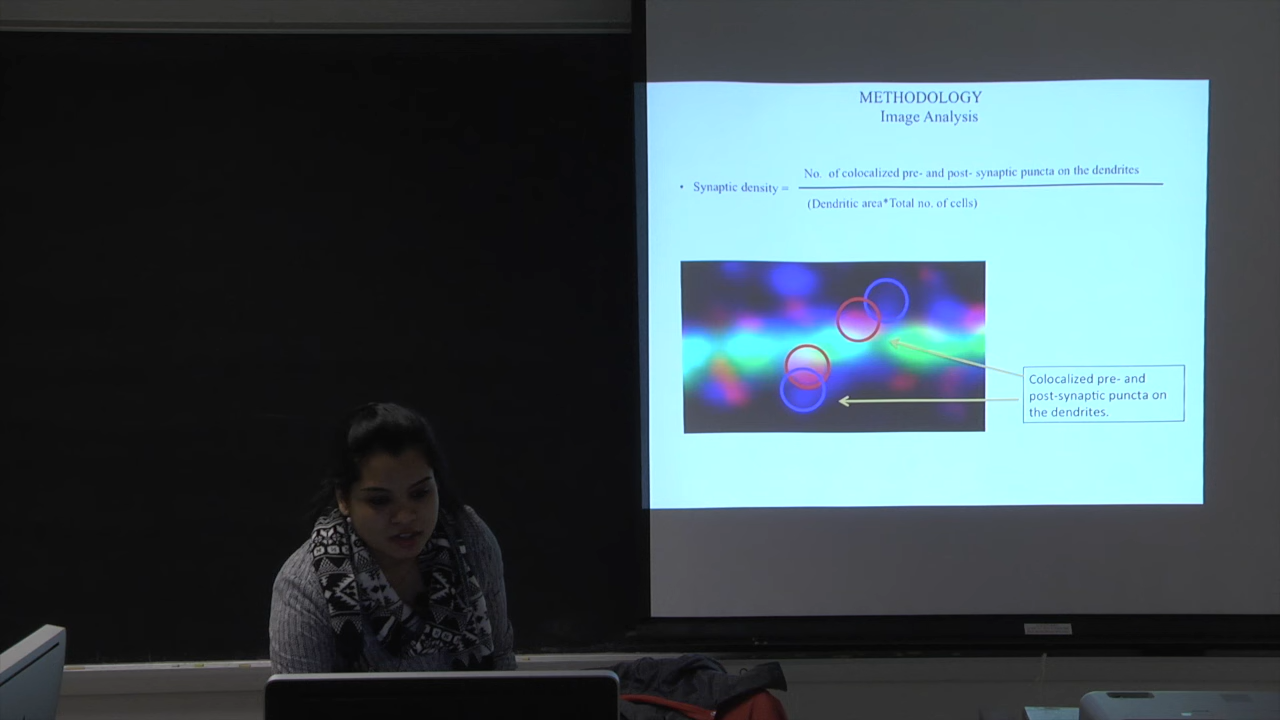 METHODOLOGY
Image Analysis
No. of colocalized pre- and post- synaptic puncta on the dendrites
• Synaptic density =
(Dendritic area*Total no. of cells)
Colocalized pre- and
post-synaptic puncta on
the dendrites.